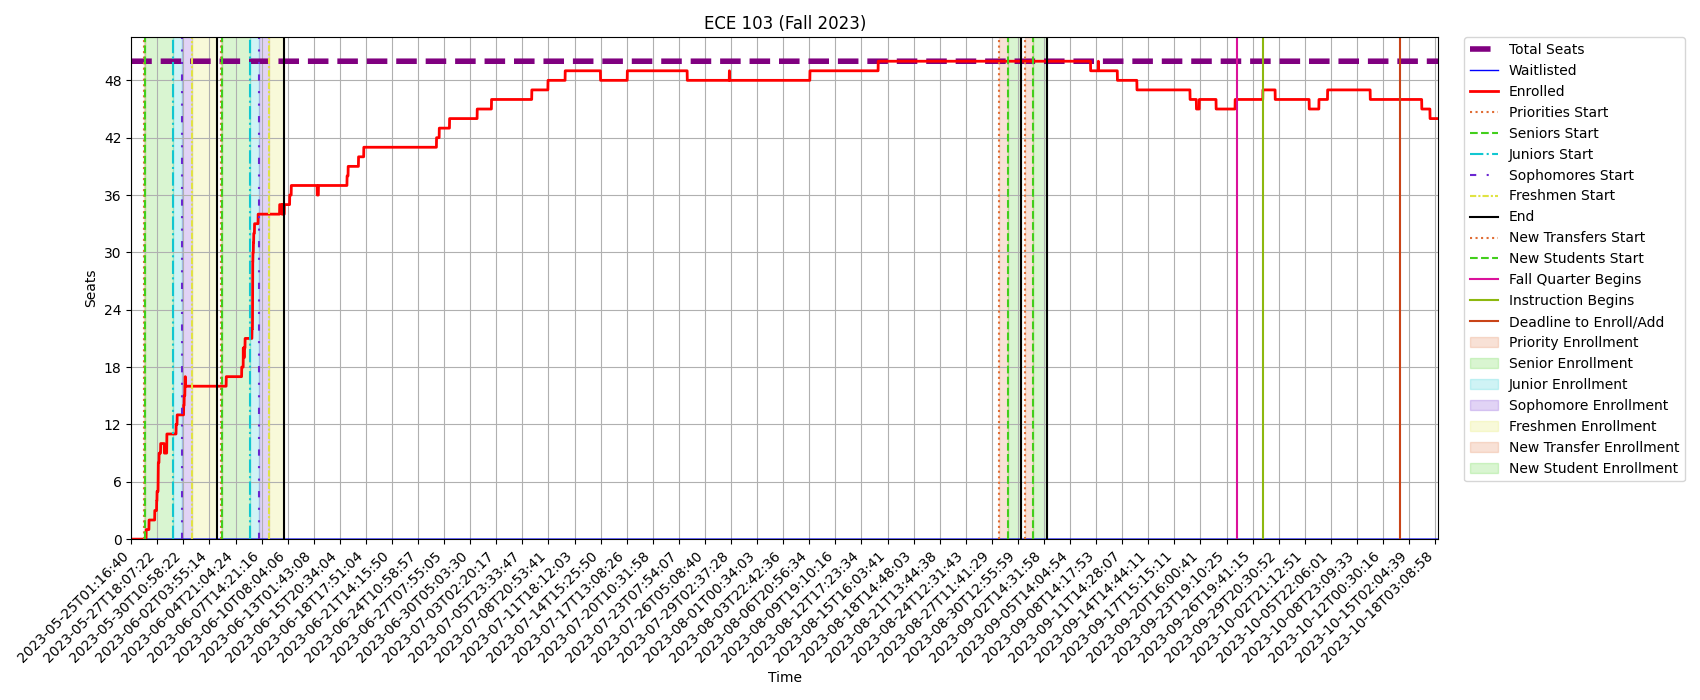 ECE 103 (Fall 2023)
Seats
48
42
36
30
24
18
12
6
0
2023-05-25T01:16:40
2023-05-27T18:07:22
2023-05-30T10:58:22
2023-06-02T03:55:14
2023-06-04T21:04:24
2023-06-07T14:21:16
2023-06-10T08:04:06
2023-06-13T01:43:08
2023-06-15T20:34:04
2023-06-18T17:51:04
2023-06-21T14:15:50
2023-06-24T10:58:57
2023-06-27T07:55:05
2023-06-30T05:03:30
2023-07-03T02:20:17
2023-07-05T23:33:47
2023-07-08T20:53:41
2023-07-11T18:12:03
2023-07-14T15:25:50
2023-07-17T13:08:26
2023-07-20T10:31:58
2023-07-23T07:54:07
2023-07-26T05:08:40
2023-07-29T02:37:28
2023-08-01T00:34:03
2023-08-03T22:42:36
2023-08-06T20:56:34
2023-08-09T19:10:16
2023-08-12T17:23:34
2023-08-15T16:03:41
2023-08-18T14:48:03
2023-08-21T13:44:38
2023-08-24T12:31:43
2023-08-27T11:41:29
2023-08-30T12:55:59
2023-09-02T14:31:58
2023-09-05T14:04:54
2023-09-08T14:17:53
2023-09-11T14:28:07
2023-09-14T14:44:11
2023-09-17T15:15:11
2023-09-20T16:00:41
2023-09-23T19:10:25
2023-09-26T19:41:15
2023-09-29T20:30:52
2023-10-02T21:12:51
2023-10-05T22:06:01
2023-10-08T23:09:33
2023-10-12T00:30:16
2023-10-15T02:04:39
2023-10-18T03:08:58
Time
Total Seats
Waitlisted
Enrolled
Priorities Start
Seniors Start
Juniors Start
Sophomores Start
Freshmen Start
End
New Transfers Start
New Students Start
Fall Quarter Begins
Instruction Begins
Deadline to Enroll/Add
Priority Enrollment
Senior Enrollment
Junior Enrollment
Sophomore Enrollment
Freshmen Enrollment
New Transfer Enrollment
New Student Enrollment